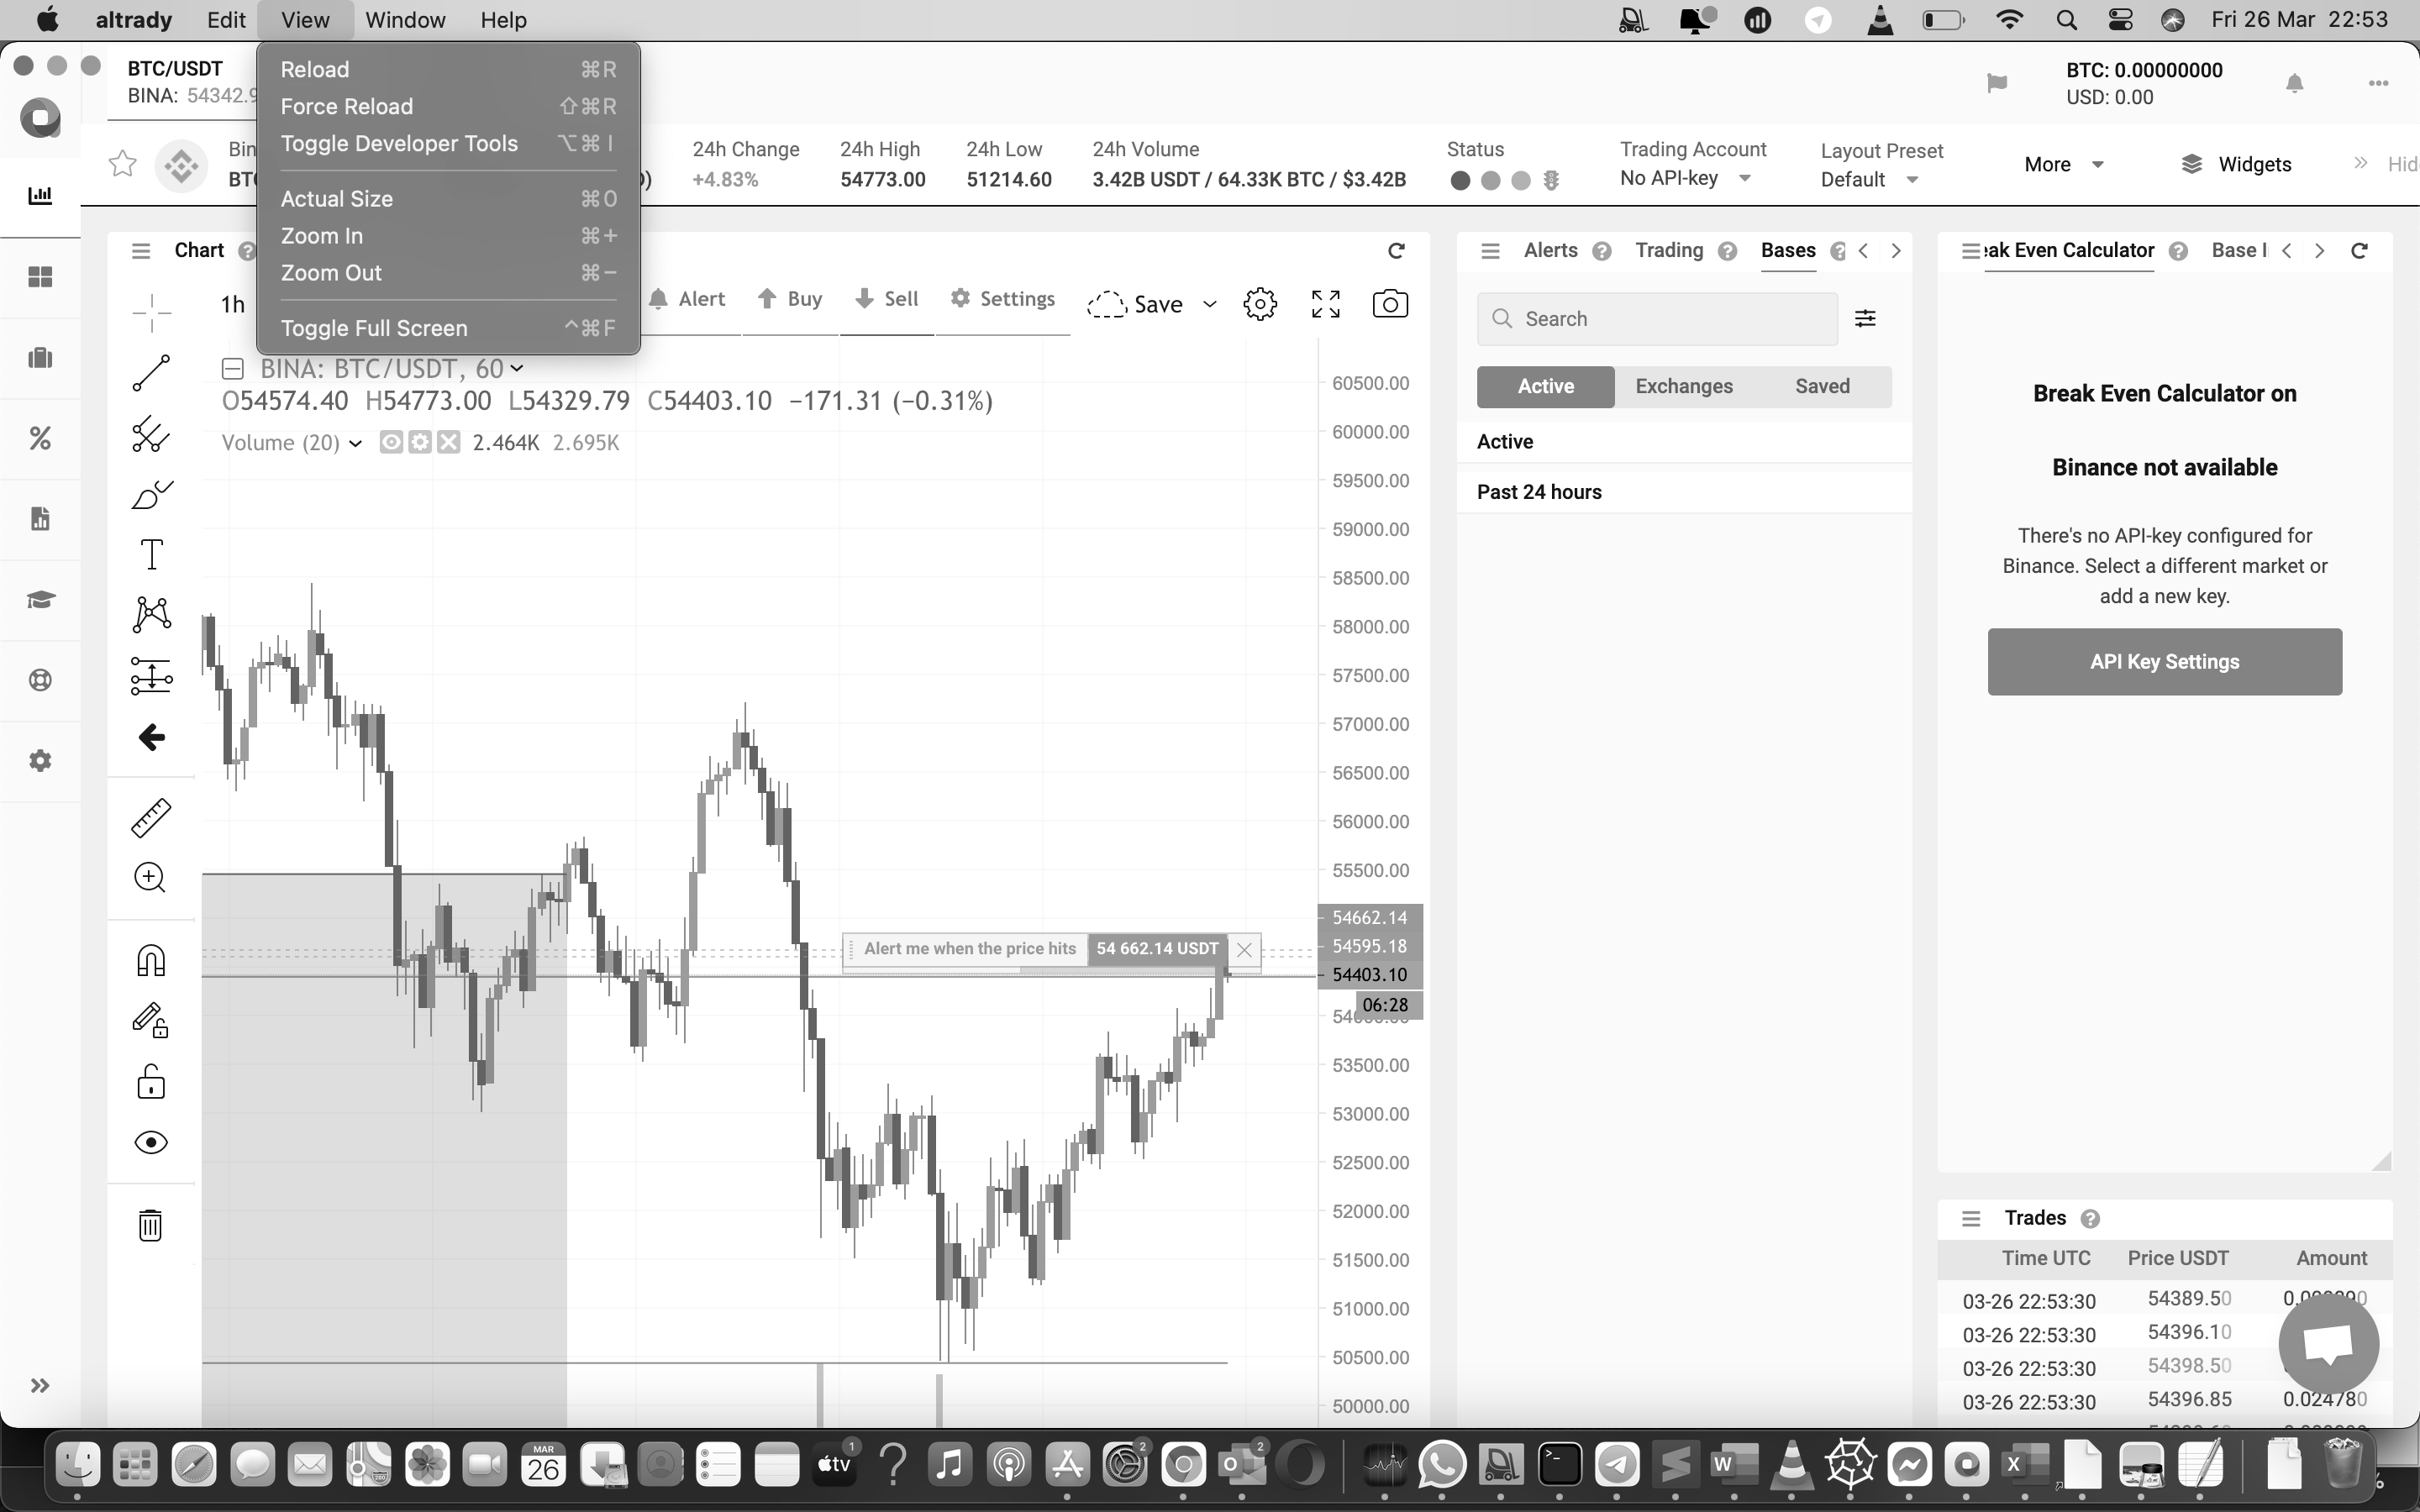 altrady Edit View Window Help Fri 26 Mar 22:53
Reload ⌘R
Force Reload ⇧⌘R
Toggle Developer Tools ⌥⌘I
Actual Size ⌘0
Zoom In ⌘+
Zoom Out ⌘−
Toggle Full Screen ^⌘F
BTC/USDT
BINA: 54342.9
BTC: 0.00000000
USD: 0.00
Bin
BTC
24h Change
+4.83%
24h High
54773.00
24h Low
51214.60
24h Volume
3.42B USDT / 64.33K BTC / $3.42B
Status
Trading Account
No API-key
Layout Preset
Default
More
Widgets
Chart
1h Alert Buy Sell Settings Save
BINA: BTC/USDT, 60
O54574.40 H54773.00 L54329.79 C54403.10 −171.31 (−0.31%)
Volume (20) 2.464K 2.695K
60500.00
60000.00
59500.00
59000.00
58500.00
58000.00
57500.00
57000.00
56500.00
56000.00
55500.00
54662.14
54595.18
54403.10
06:28
53500.00
53000.00
52500.00
52000.00
51500.00
51000.00
50500.00
50000.00
Alert me when the price hits 54 662.14 USDT
Alerts Trading Bases
Search
Active Exchanges Saved
Active
Past 24 hours
eak Even Calculator Base
Break Even Calculator on
Binance not available
There's no API-key configured for
Binance. Select a different market or
add a new key.
API Key Settings
Trades
Time UTC Price USDT Amount
03-26 22:53:30 54389.50
03-26 22:53:30 54396.10
03-26 22:53:30 54398.50
03-26 22:53:30 54396.85 0.024780
MAR
26
tv
1
2
2
W
X